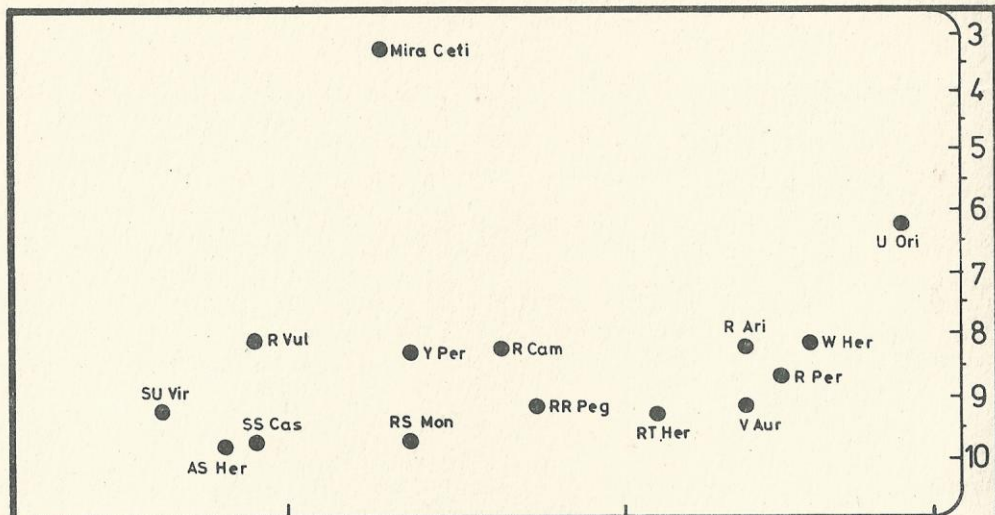 3
Mira Ceti
4
5
6
U Ori
7
R Ari
8
R Vul
Y Per
R Cam
W Her
R Per
SU Vir
9
RR Peg
SS Cas
RS Mon
RT Her
V Aur
AS Her
10